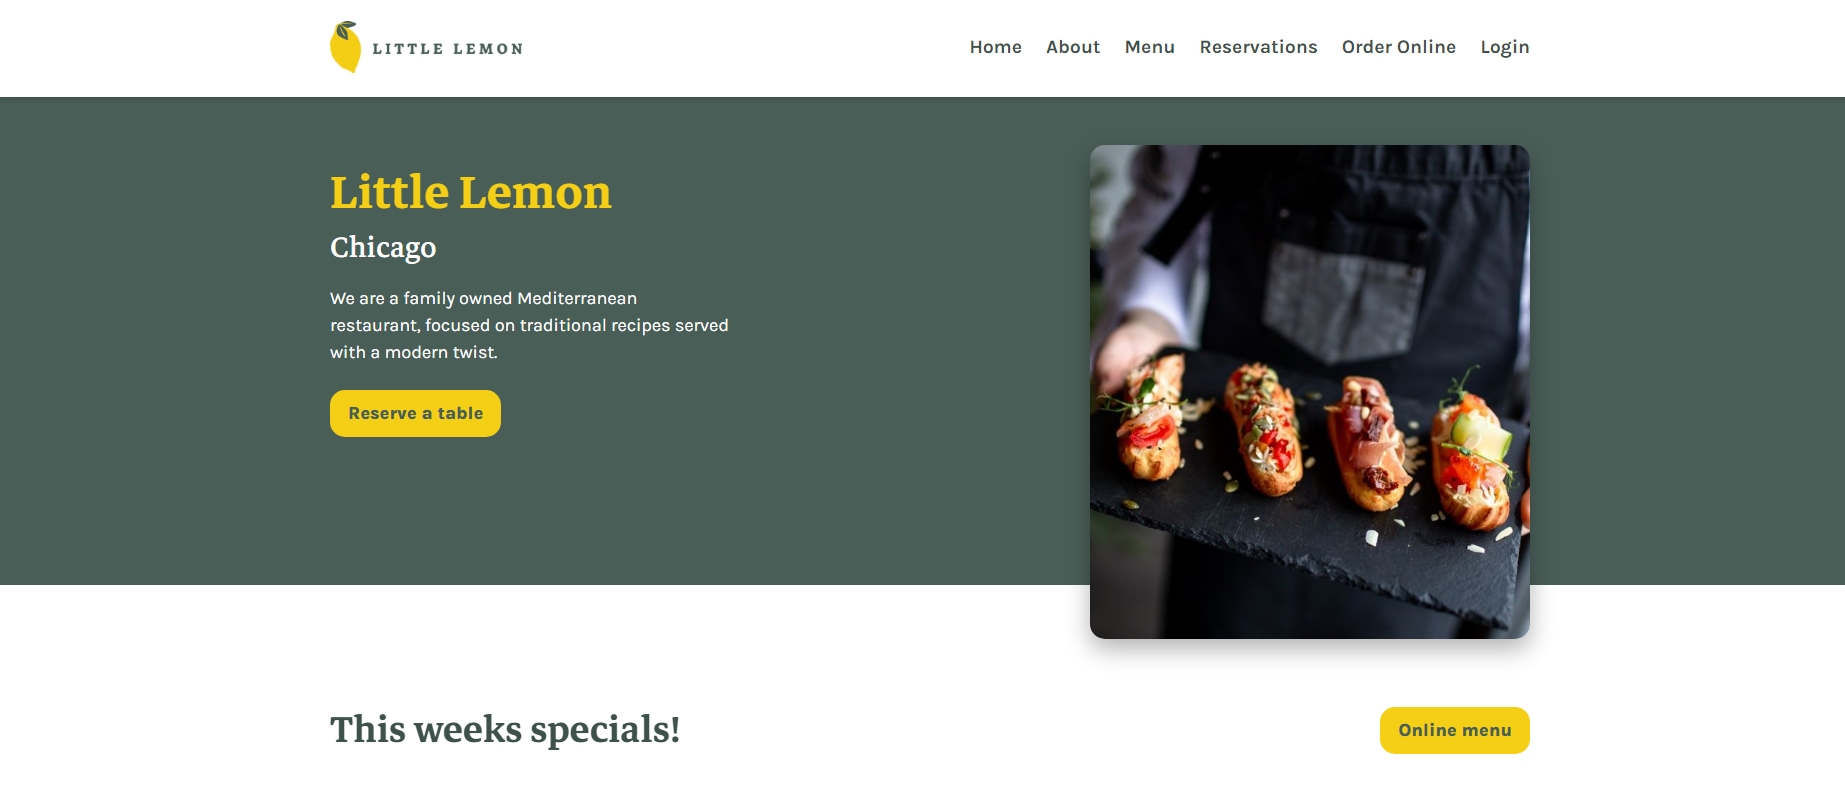 LITTLE LEMON
Home About Menu Reservations Order Online Login
Little Lemon
Chicago
We are a family owned Mediterranean
restaurant, focused on traditional recipes served
with a modern twist.
Reserve a table
This weeks specials!
Online menu